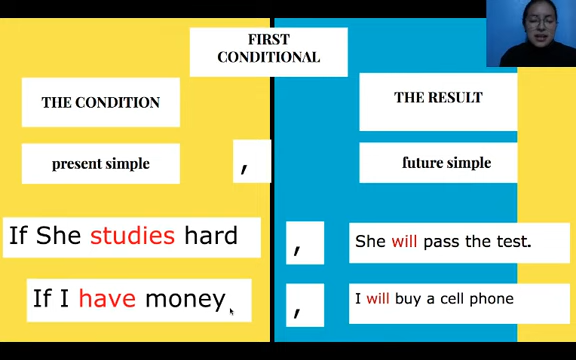 FIRST
CONDITIONAL
THE CONDITION
THE RESULT
present simple
,
future simple
If She studies hard
,
She will pass the test.
If I have money
,
I will buy a cell phone